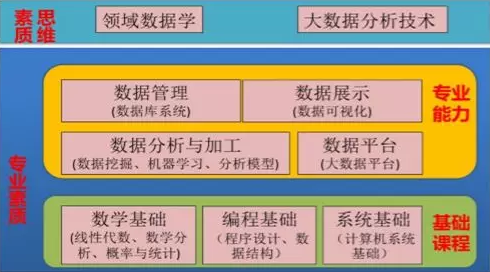 思维
素质
领域数据学
大数据分析技术
专业素质
数据管理
(数据库系统)
数据展示
(数据可视化)
专业
能力
数据分析与加工
(数据挖掘、机器学习、分析模型)
数据平台
(大数据平台)
数学基础
(线性代数、数学分
析、概率与统计)
编程基础
（程序设计、数
据结构）
系统基础
（计算机系统
基础）
基础
课程